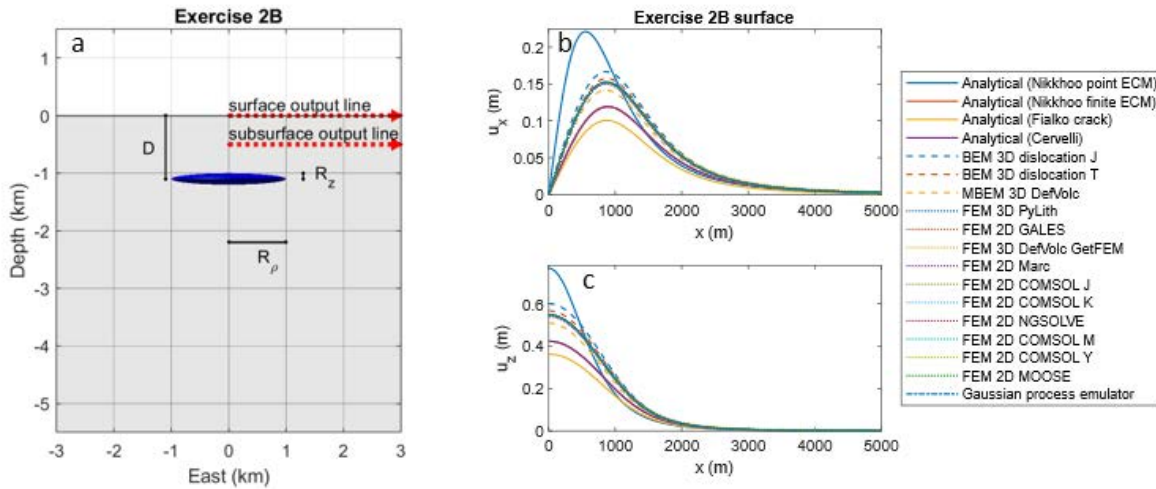 Exercise 2B
a
Depth (km)
1
0
-1
-2
-3
-4
-5
surface output line
subsurface output line
D
R_z
R_ρ
-3 -2 -1 0 1 2 3
East (km)
Exercise 2B surface
b
u_x (m)
0.2
0.15
0.1
0.05
0
0 1000 2000 3000 4000 5000
x (m)
c
u_z (m)
0.6
0.4
0.2
0
0 1000 2000 3000 4000 5000
x (m)
Analytical (Nikkhoo point ECM)
Analytical (Nikkhoo finite ECM)
Analytical (Fialko crack)
Analytical (Cervelli)
BEM 3D dislocation J
BEM 3D dislocation T
MBEM 3D DefVolc
FEM 3D PyLith
FEM 2D GALES
FEM 3D DefVolc GetFEM
FEM 2D Marc
FEM 2D COMSOL J
FEM 2D COMSOL K
FEM 2D NGSOLVE
FEM 2D COMSOL M
FEM 2D COMSOL Y
FEM 2D MOOSE
Gaussian process emulator